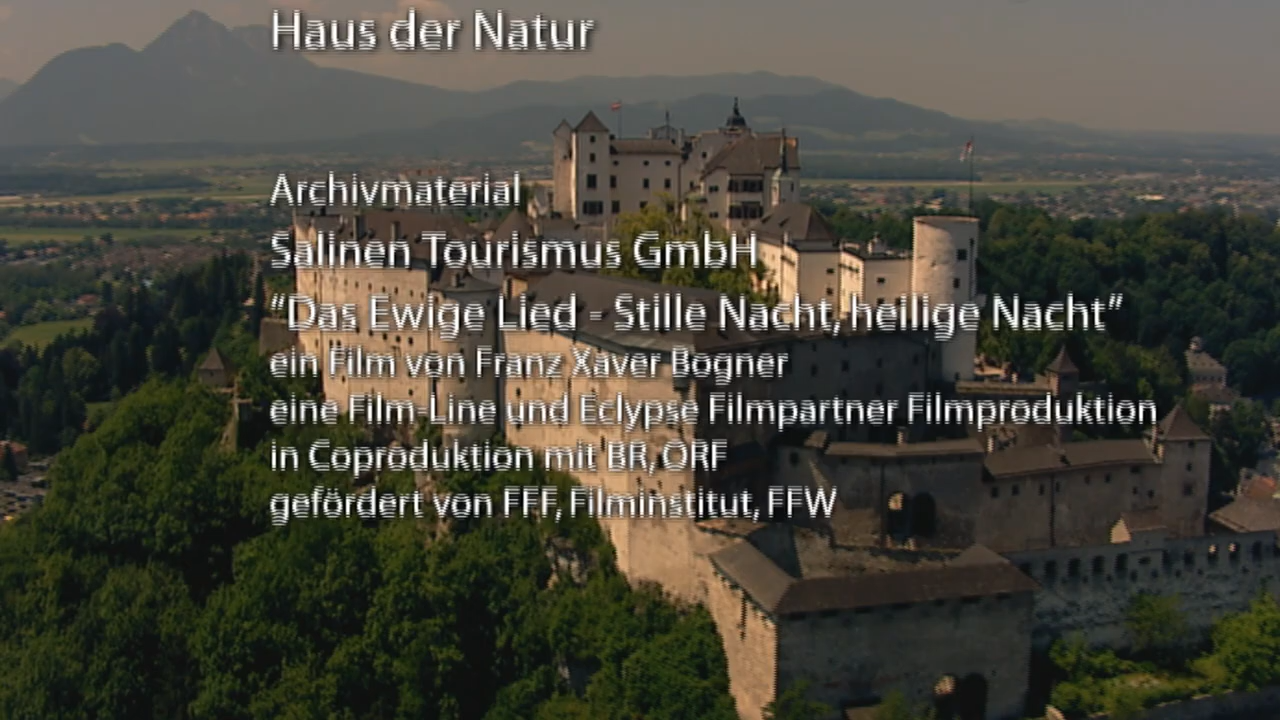 Haus der Natur
Archivmaterial
Salinen Tourismus GmbH
“Das Ewige Lied - Stille Nacht, heilige Nacht”
ein Film von Franz Xaver Bogner
eine Film-Line und Eclypse Filmpartner Filmproduktion
in Coproduktion mit BR, ORF
gefördert von FFF, Filminstitut, FFW